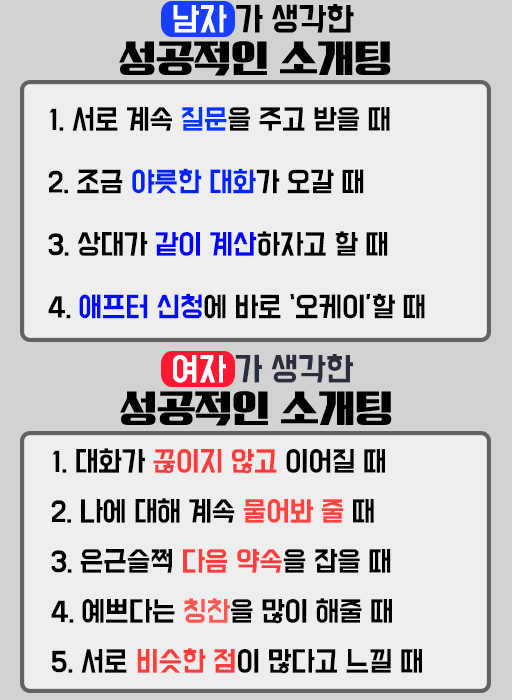 남자가 생각한
성공적인 소개팅
1. 서로 계속 질문을 주고 받을 때
2. 조금 야릇한 대화가 오갈 때
3. 상대가 같이 계산하자고 할 때
4. 애프터 신청에 바로 '오케이'할 때
여자가 생각한
성공적인 소개팅
1. 대화가 끊이지 않고 이어질 때
2. 나에 대해 계속 물어봐 줄 때
3. 은근슬쩍 다음 약속을 잡을 때
4. 예쁘다는 칭찬을 많이 해줄 때
5. 서로 비슷한 점이 많다고 느낄 때